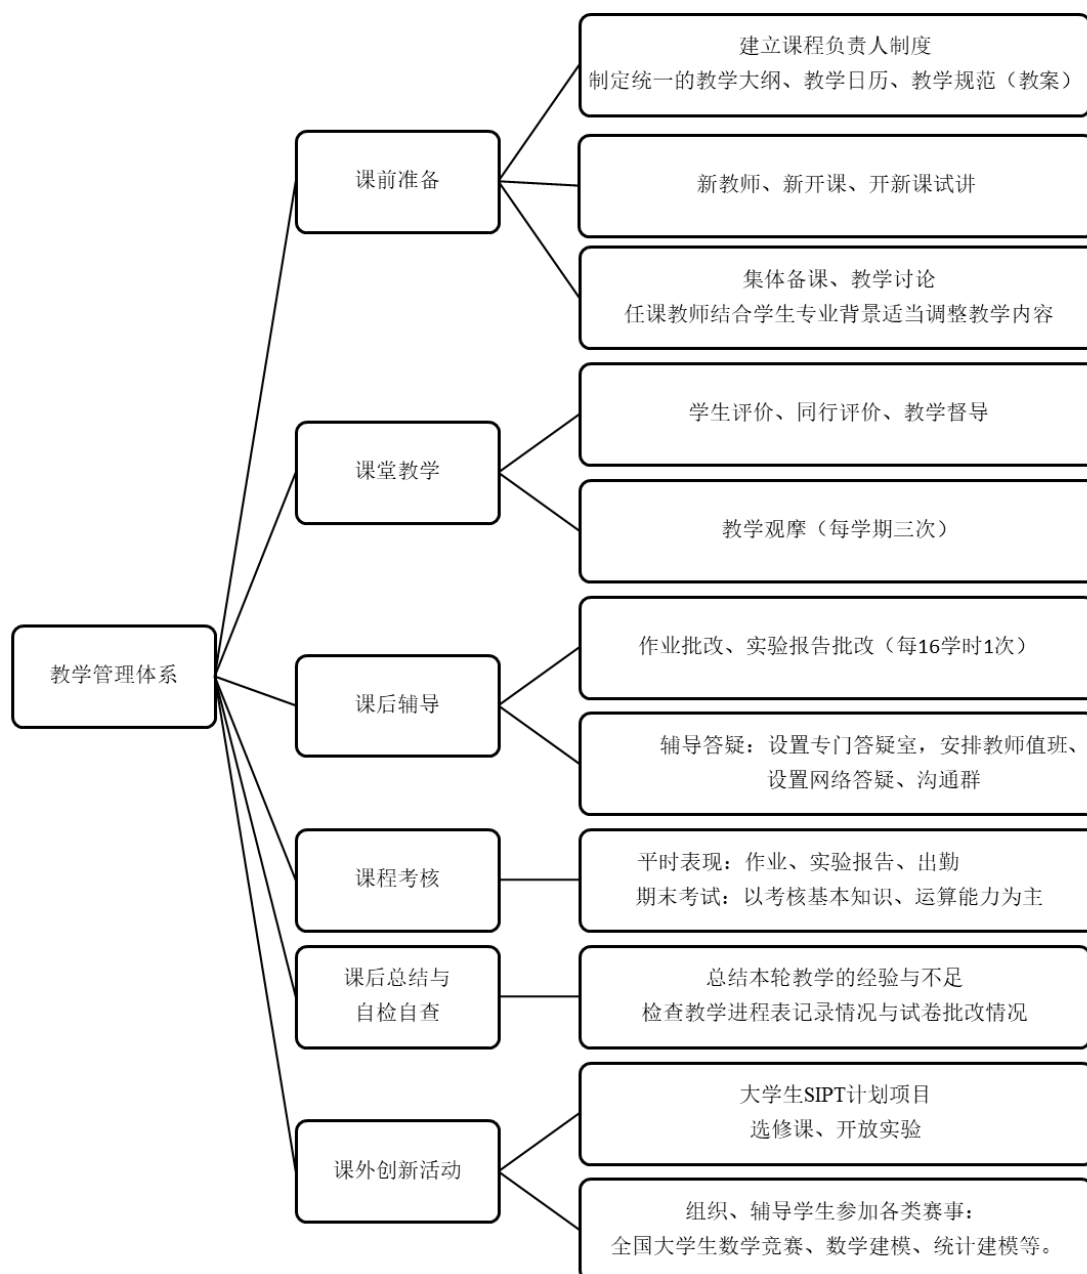 教学管理体系
课前准备
建立课程负责人制度
制定统一的教学大纲、教学日历、教学规范（教案）
新教师、新开课、开新课试讲
集体备课、教学讨论
任课教师结合学生专业背景适当调整教学内容
课堂教学
学生评价、同行评价、教学督导
教学观摩（每学期三次）
课后辅导
作业批改、实验报告批改（每16学时1次）
辅导答疑：设置专门答疑室，安排教师值班、
设置网络答疑、沟通群
课程考核
平时表现：作业、实验报告、出勤
期末考试：以考核基本知识、运算能力为主
课后总结与
自检自查
总结本轮教学的经验与不足
检查教学进程表记录情况与试卷批改情况
课外创新活动
大学生SIPT计划项目
选修课、开放实验
组织、辅导学生参加各类赛事：
全国大学生数学竞赛、数学建模、统计建模等。